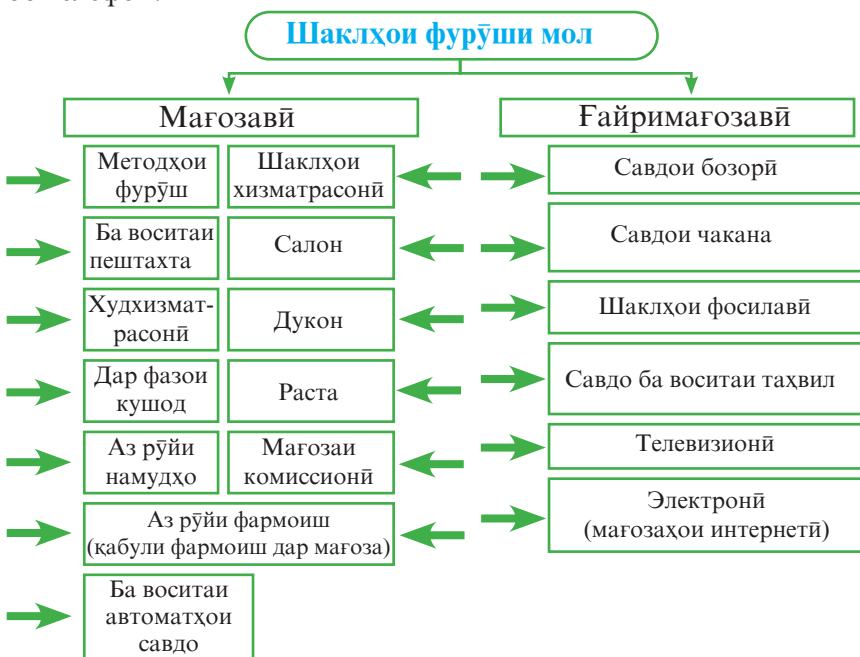 Шаклҳои фурӯши мол
Мағозавӣ
Ғайримағозавӣ
Методҳои
фурӯш
Шаклҳои
хизматрасонӣ
Савдои бозорӣ
Ба воситаи
пештахта
Салон
Савдои чакана
Худхизмат-
расонӣ
Дукон
Шаклҳои фосилавӣ
Дар фазои
кушод
Раста
Савдо ба воситаи таҳвил
Аз рӯйи
намудҳо
Мағозаи
комиссионӣ
Телевизионӣ
Аз рӯйи фармоиш
(қабули фармоиш дар мағоза)
Электронӣ
(мағозаҳои интернетӣ)
Ба воситаи
автоматҳои
савдо